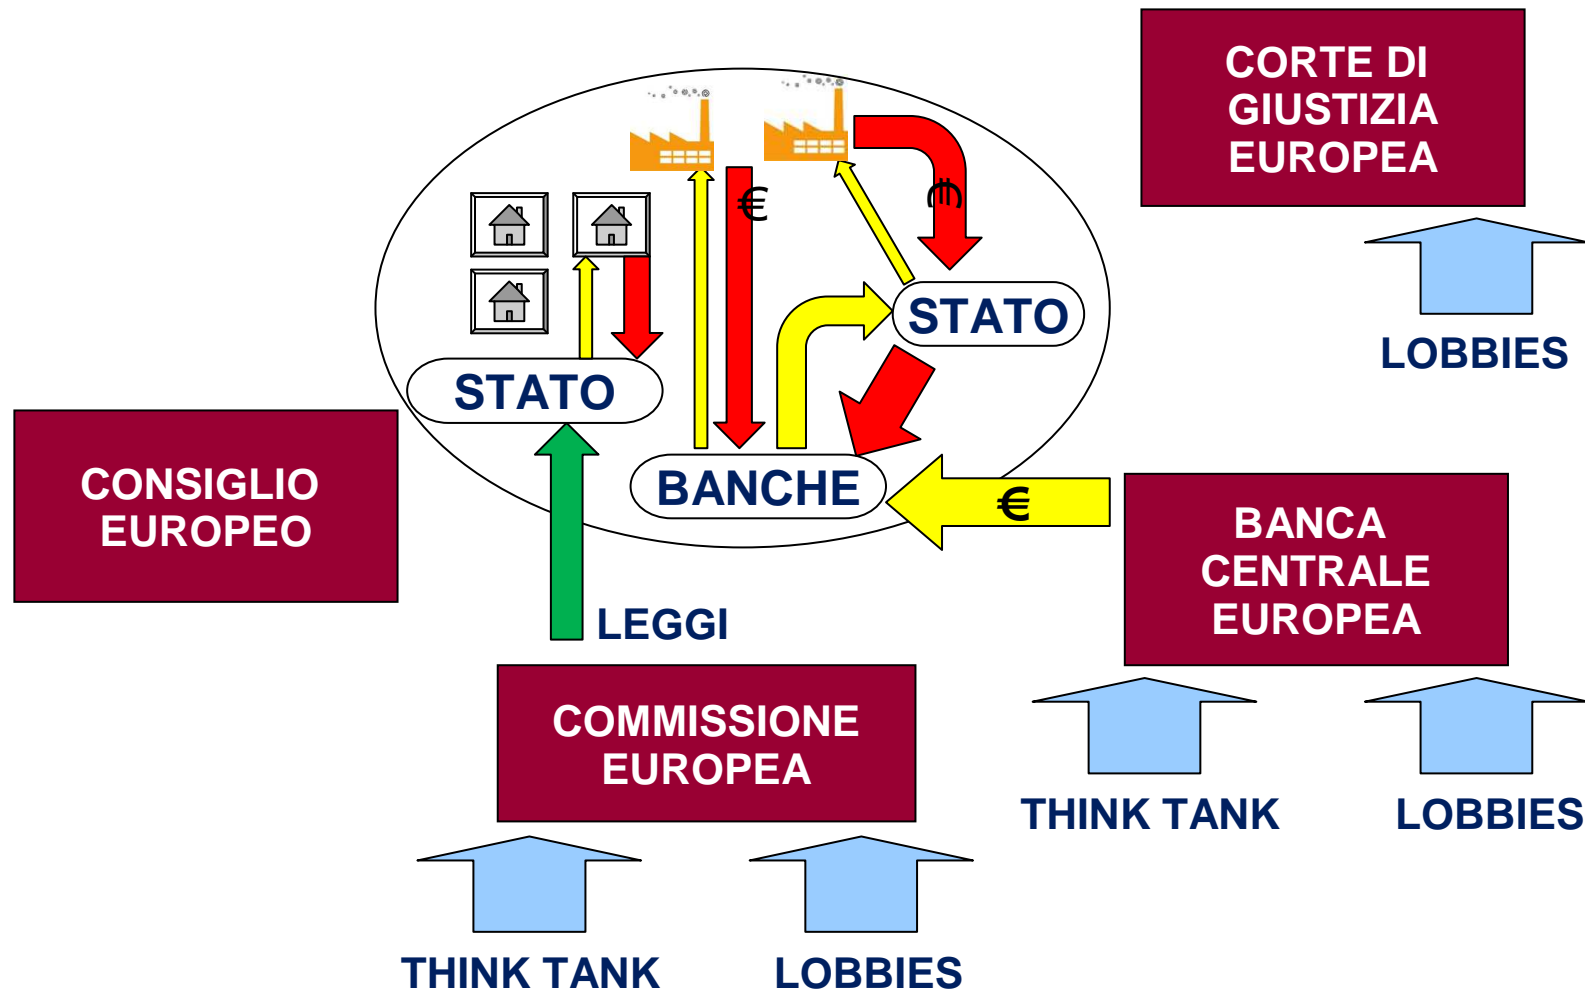 CORTE DI
GIUSTIZIA
EUROPEA
€
€
STATO
LOBBIES
STATO
CONSIGLIO
EUROPEO
BANCHE
€
BANCA
CENTRALE
EUROPEA
LEGGI
COMMISSIONE
EUROPEA
THINK TANK
LOBBIES
THINK TANK
LOBBIES